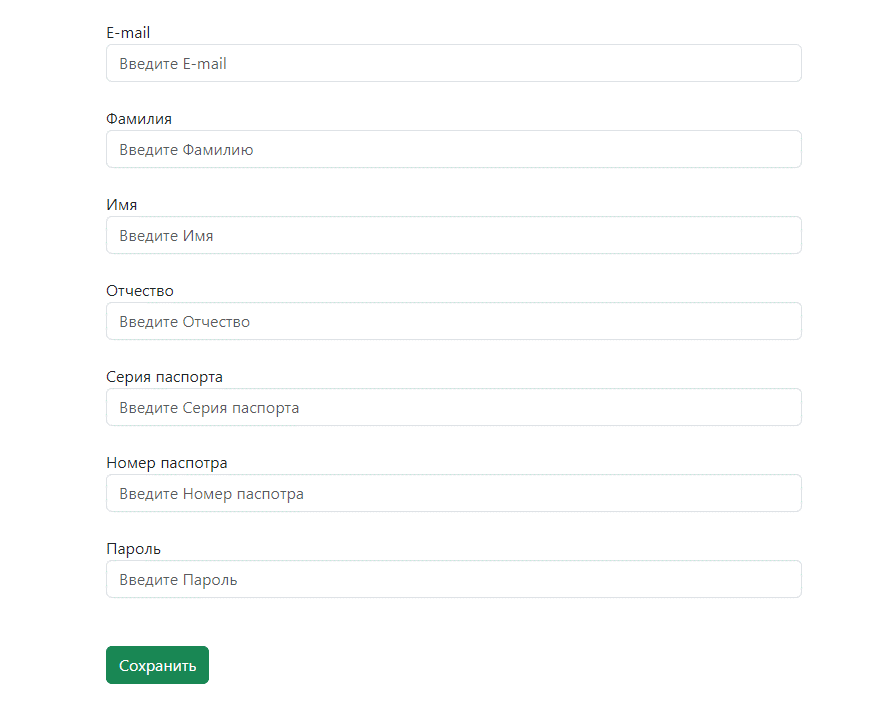 E-mail
Введите E-mail
Фамилия
Введите Фамилию
Имя
Введите Имя
Отчество
Введите Отчество
Серия паспорта
Введите Серия паспорта
Номер паспотра
Введите Номер паспотра
Пароль
Введите Пароль
Сохранить